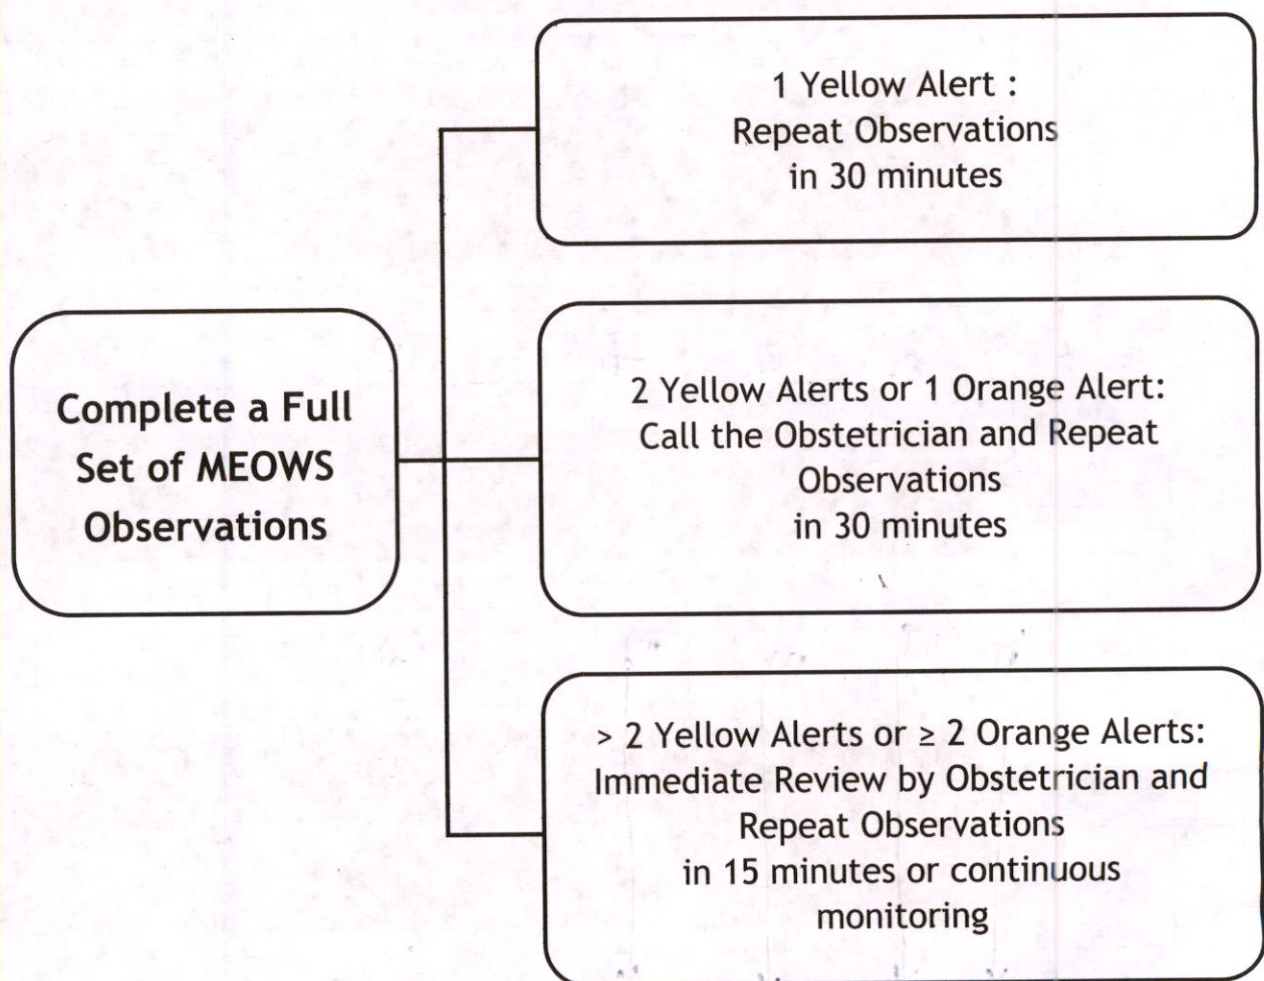 1 Yellow Alert :
Repeat Observations
in 30 minutes
Complete a Full
Set of MEOWS
Observations
2 Yellow Alerts or 1 Orange Alert:
Call the Obstetrician and Repeat
Observations
in 30 minutes
> 2 Yellow Alerts or ≥ 2 Orange Alerts:
Immediate Review by Obstetrician and
Repeat Observations
in 15 minutes or continuous
monitoring